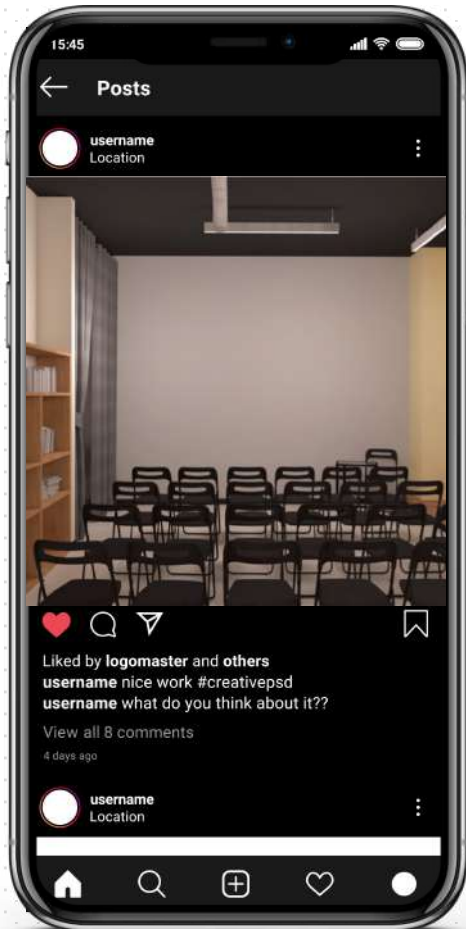 15:45
Posts
username
Location
Liked by logomaster and others
username nice work #creativepsd
username what do you think about it??
View all 8 comments
4 days ago
username
Location